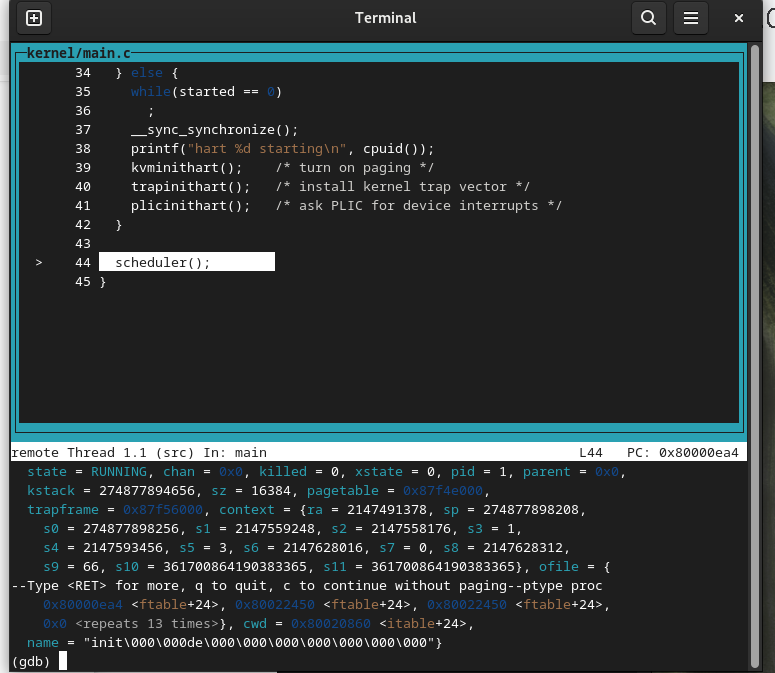 Terminal
kernel/main.c
34 } else {
35 while(started == 0)
36 ;
37 __sync_synchronize();
38 printf("hart %d starting\n", cpuid());
39 kvminithart(); /* turn on paging */
40 trapinithart(); /* install kernel trap vector */
41 plicinithart(); /* ask PLIC for device interrupts */
42 }
43
> 44 scheduler();
45 }
remote Thread 1.1 (src) In: main L44 PC: 0x80000ea4
state = RUNNING, chan = 0x0, killed = 0, xstate = 0, pid = 1, parent = 0x0,
kstack = 274877894656, sz = 16384, pagetable = 0x87f4e000,
trapframe = 0x87f56000, context = {ra = 2147491378, sp = 274877898208,
s0 = 274877898256, s1 = 2147559248, s2 = 2147558176, s3 = 1,
s4 = 2147593456, s5 = 3, s6 = 2147628016, s7 = 0, s8 = 2147628312,
s9 = 66, s10 = 361700864190383365, s11 = 361700864190383365}, ofile = {
--Type <RET> for more, q to quit, c to continue without paging--ptype proc
0x80000ea4 <ftable+24>, 0x80022450 <ftable+24>, 0x80022450 <ftable+24>,
0x0 <repeats 13 times>}, cwd = 0x80020860 <itable+24>,
name = "init\000\000de\000\000\000\000\000\000\000"}
(gdb)